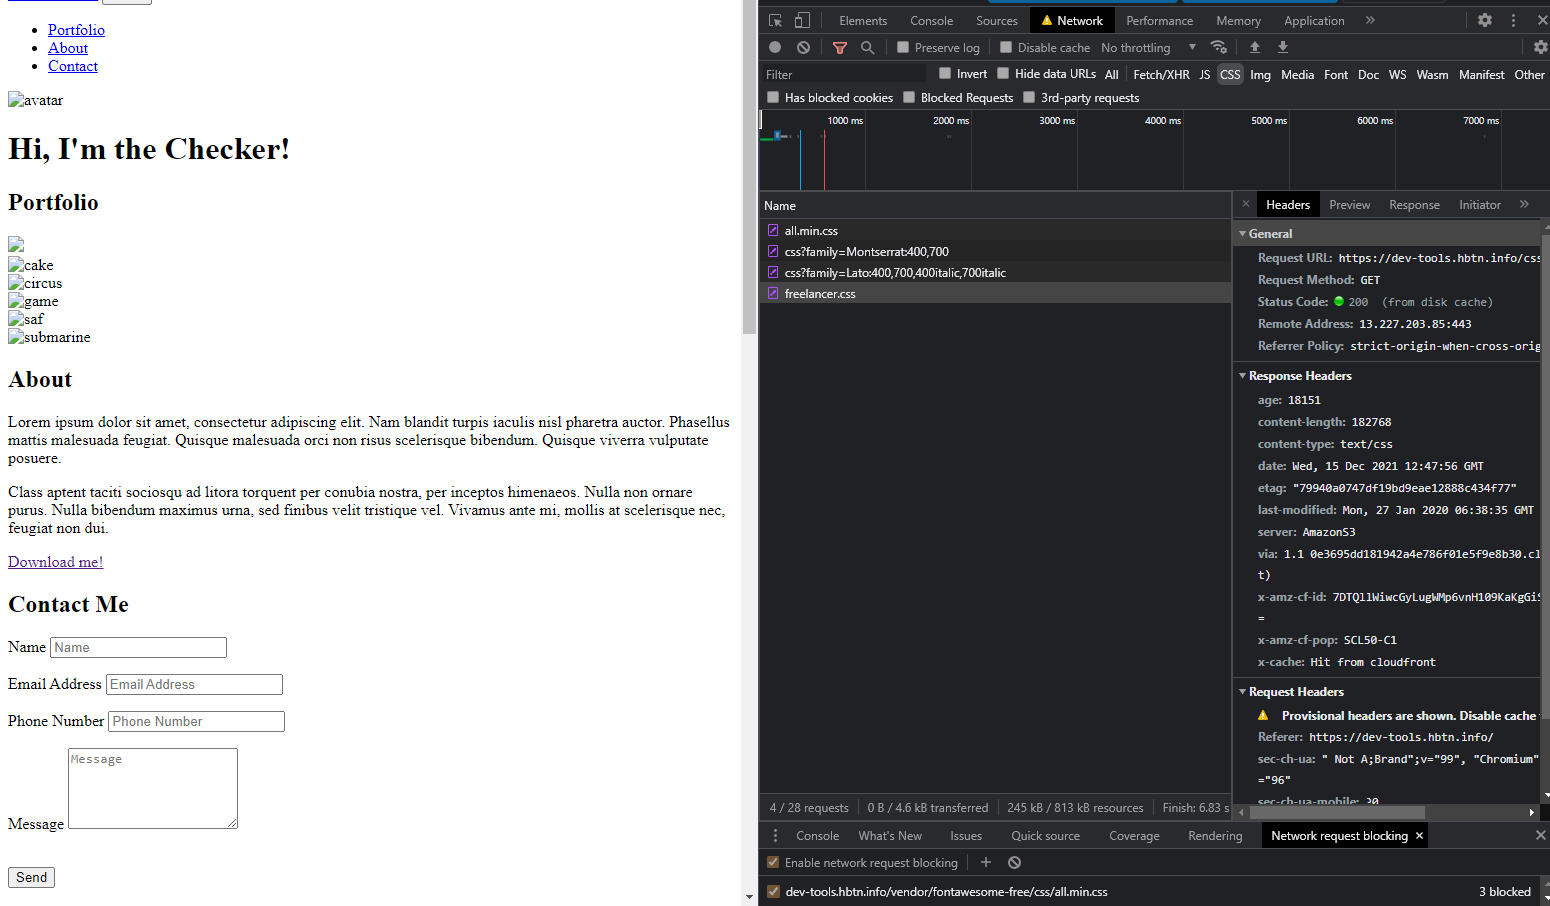 Portfolio
About
Contact
avatar
Hi, I'm the Checker!
Portfolio
cake
circus
game
saf
submarine
About
Lorem ipsum dolor sit amet, consectetur adipiscing elit. Nam blandit turpis iaculis nisl pharetra auctor. Phasellus
mattis malesuada feugiat. Quisque malesuada orci non risus scelerisque bibendum. Quisque viverra vulputate
posuere.
Class aptent taciti sociosqu ad litora torquent per conubia nostra, per inceptos himenaeos. Nulla non ornare
purus. Nulla bibendum maximus urna, sed finibus velit tristique vel. Vivamus ante mi, mollis at scelerisque nec,
feugiat non dui.
Download me!
Contact Me
Name Name
Email Address Email Address
Phone Number Phone Number
Message Message
Send
Elements Console Sources Network Performance Memory Application »
Preserve log Disable cache No throttling
Filter Invert Hide data URLs All Fetch/XHR JS CSS Img Media Font Doc WS Wasm Manifest Other
Has blocked cookies Blocked Requests 3rd-party requests
1000 ms 2000 ms 3000 ms 4000 ms 5000 ms 6000 ms 7000 ms
Name
all.min.css
css?family=Montserrat:400,700
css?family=Lato:400,700,400italic,700italic
freelancer.css
4 / 28 requests 0 B / 4.6 kB transferred 245 kB / 813 kB resources Finish: 6.83 s
× Headers Preview Response Initiator »
General
Request URL: https://dev-tools.hbtn.info/css
Request Method: GET
Status Code: 200 (from disk cache)
Remote Address: 13.227.203.85:443
Referrer Policy: strict-origin-when-cross-orig
Response Headers
age: 18151
content-length: 182768
content-type: text/css
date: Wed, 15 Dec 2021 12:47:56 GMT
etag: "79940a0747df19bd9eae12888c434f77"
last-modified: Mon, 27 Jan 2020 06:38:35 GMT
server: AmazonS3
via: 1.1 0e3695dd181942a4e786f01e5f9e8b30.cl
t)
x-amz-cf-id: 7DTQllWiwcGyLugWMp6vnH109KaKgGiS
=
x-amz-cf-pop: SCL50-C1
x-cache: Hit from cloudfront
Request Headers
Provisional headers are shown. Disable cache
Referer: https://dev-tools.hbtn.info/
sec-ch-ua: " Not A;Brand";v="99", "Chromium"
="96"
sec-ch-ua-mobile: ?0
Console What's New Issues Quick source Coverage Rendering Network request blocking ×
Enable network request blocking
dev-tools.hbtn.info/vendor/fontawesome-free/css/all.min.css 3 blocked